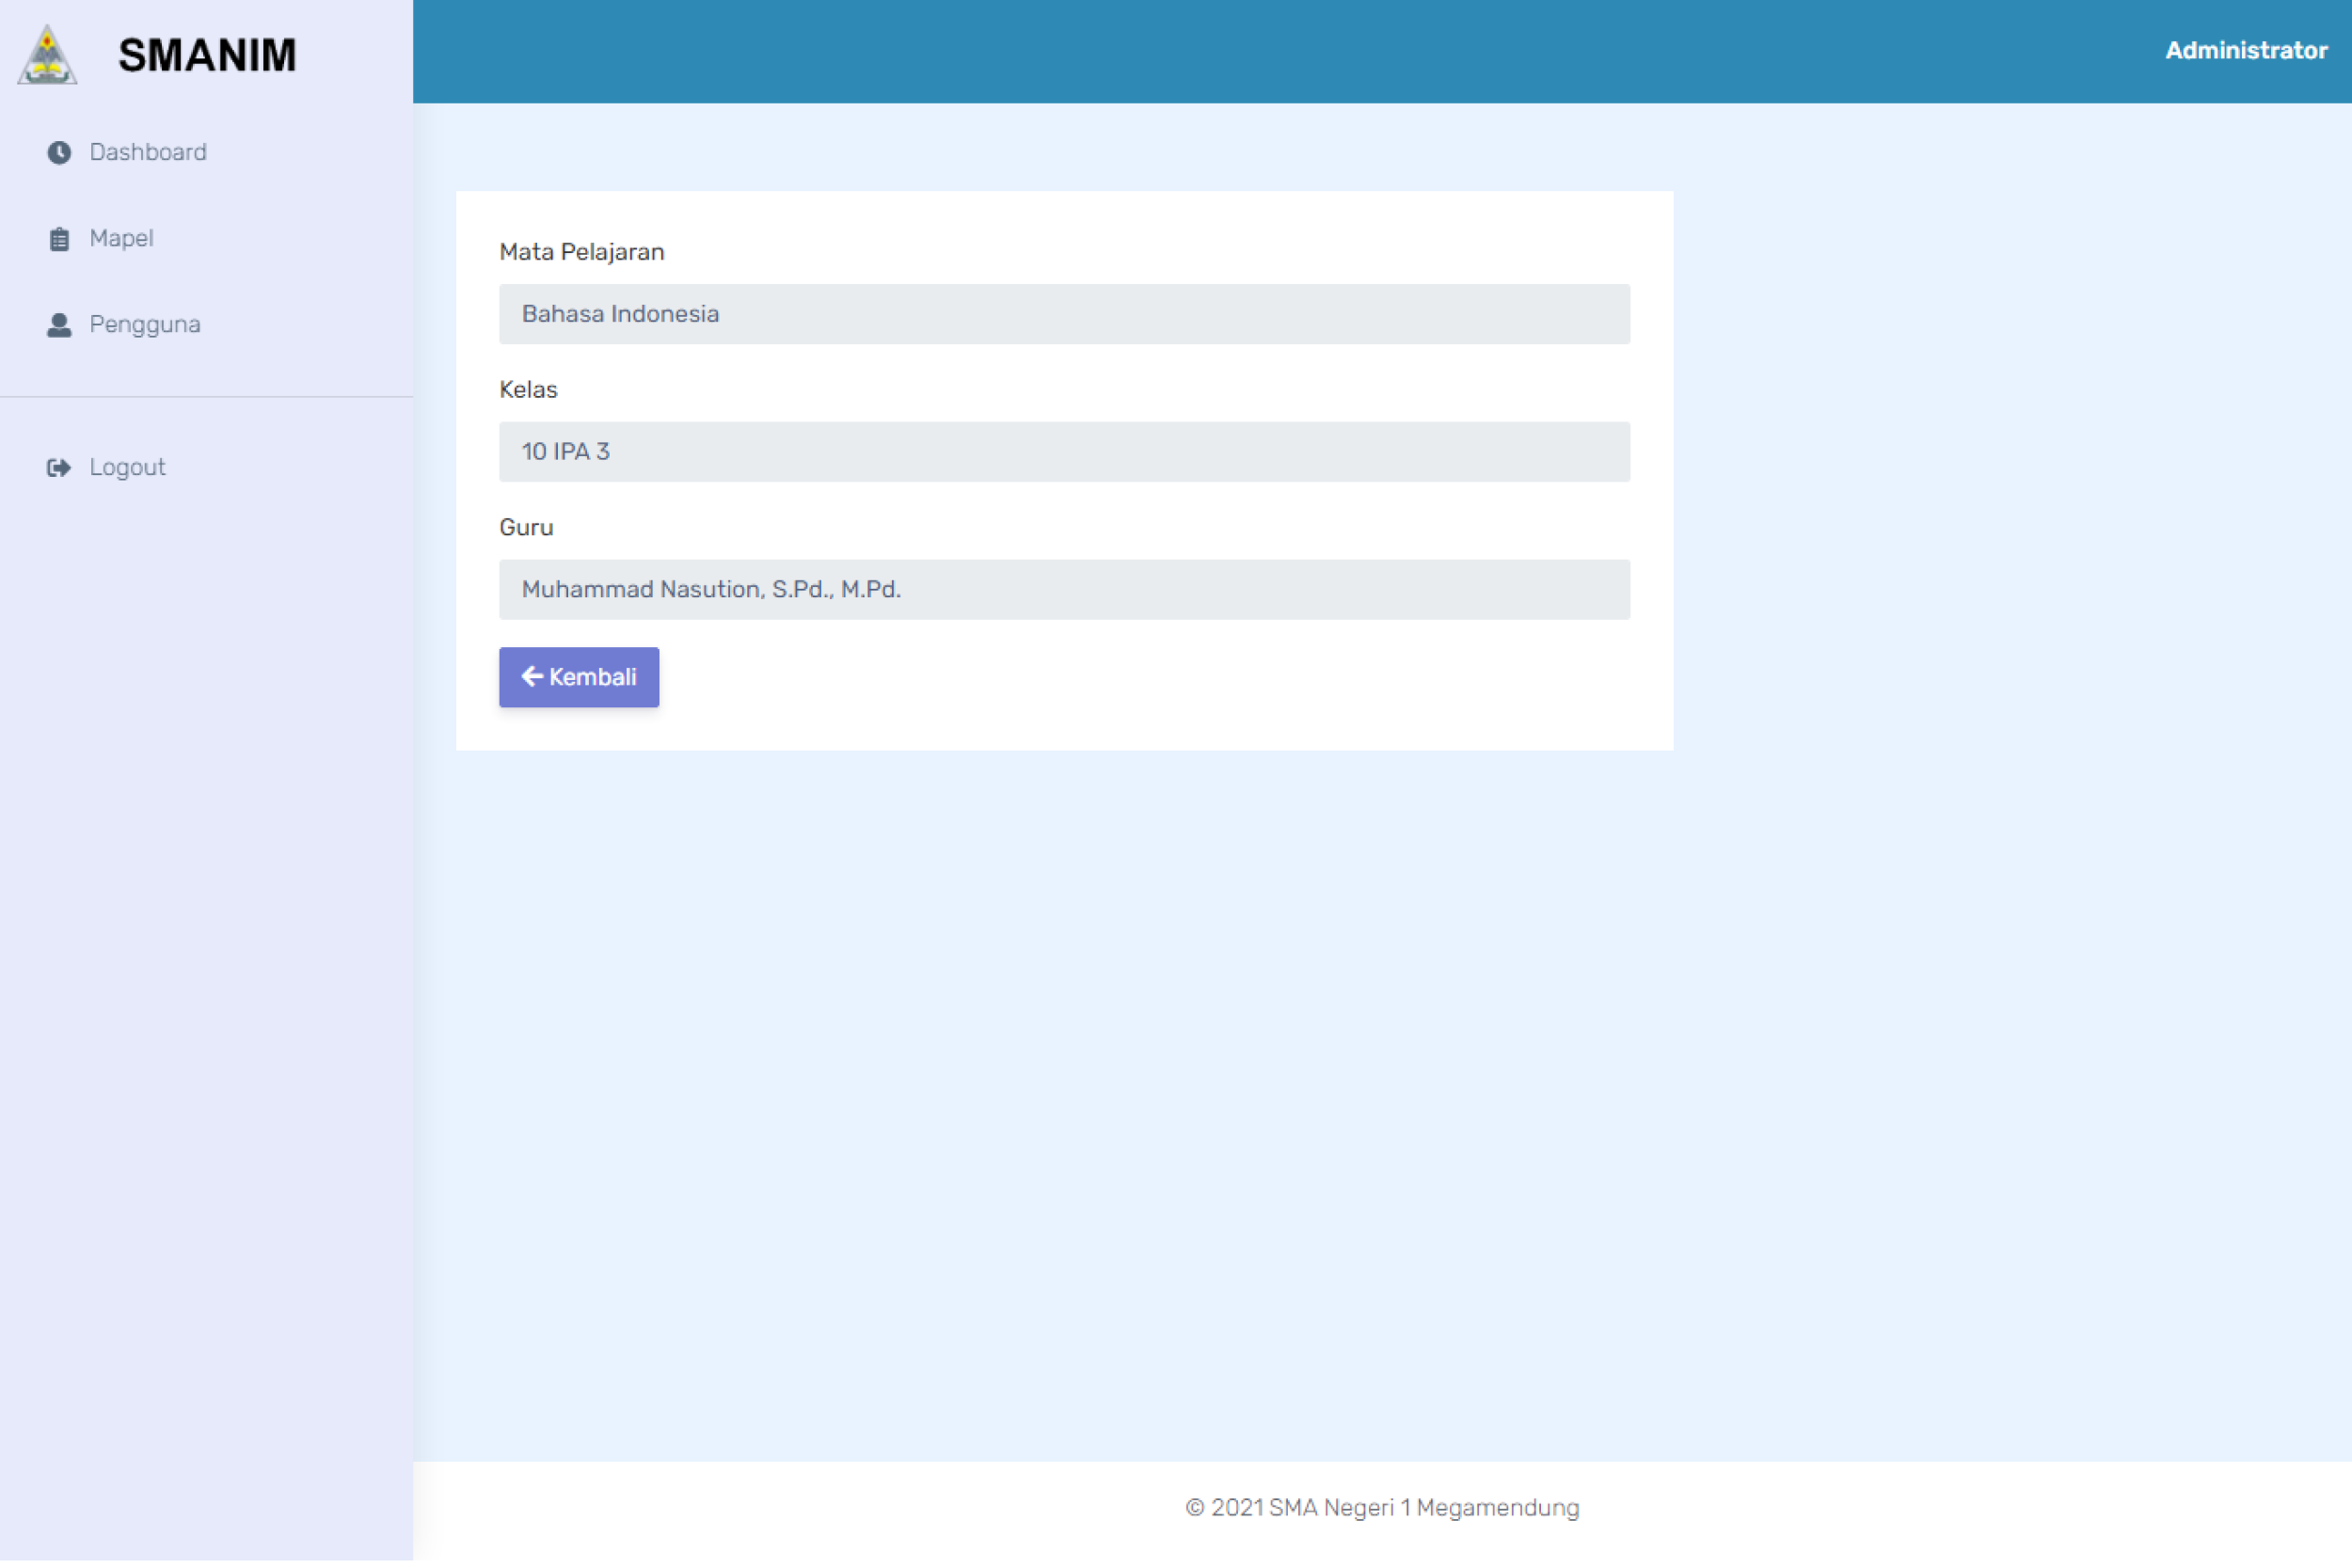 SMANIM
Administrator
Dashboard
Mapel
Pengguna
Logout
Mata Pelajaran
Bahasa Indonesia
Kelas
10 IPA 3
Guru
Muhammad Nasution, S.Pd., M.Pd.
Kembali
© 2021 SMA Negeri 1 Megamendung